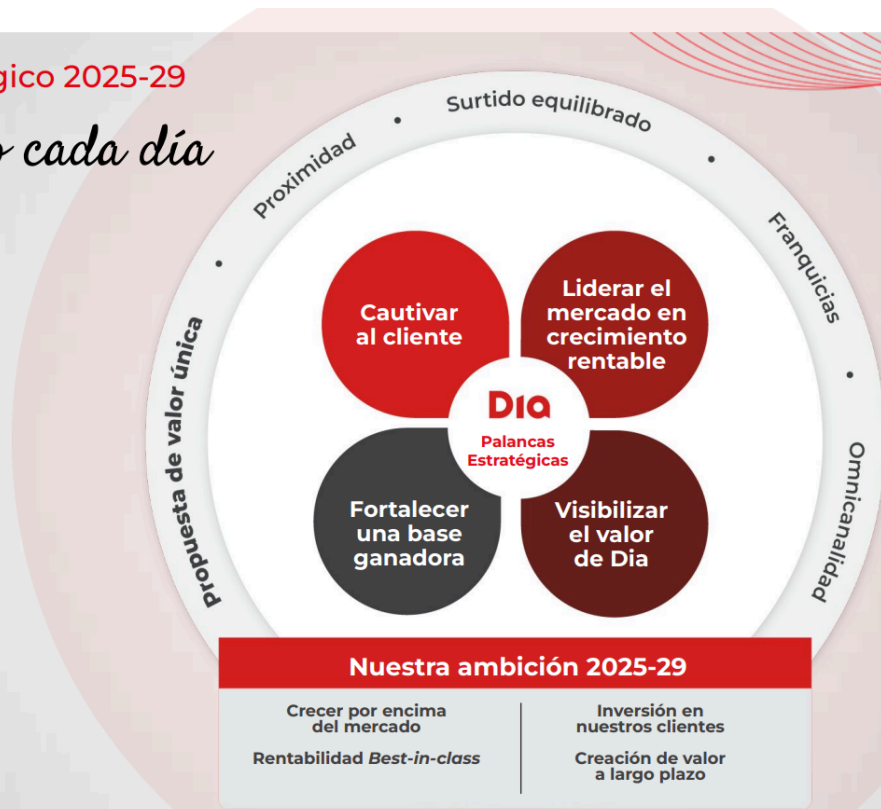 gico 2025-29
o cada día
Propuesta de valor única • Proximidad • Surtido equilibrado • Franquicias • Omnicanalidad
Cautivar
al cliente
Liderar el
mercado en
crecimiento
rentable
Dia
Palancas
Estratégicas
Fortalecer
una base
ganadora
Visibilizar
el valor
de Dia
Nuestra ambición 2025-29
Crecer por encima
del mercado
Rentabilidad Best-in-class
Inversión en
nuestros clientes
Creación de valor
a largo plazo